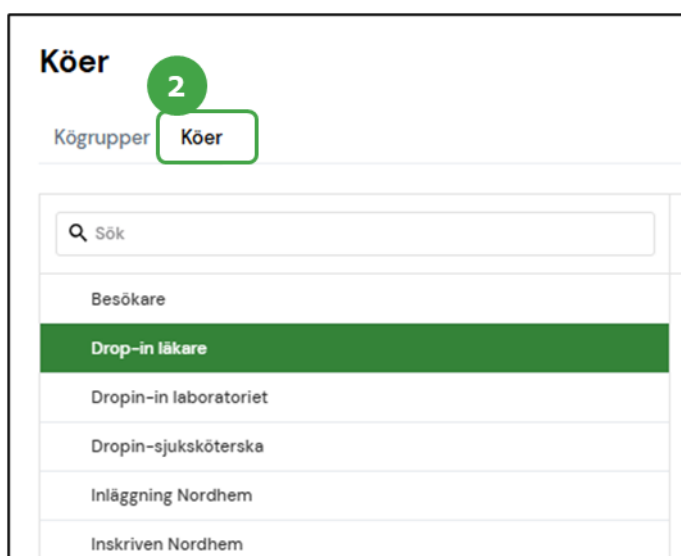 Köer
2
Kögrupper Köer
Sök
Besökare
Drop-in läkare
Dropin-in laboratoriet
Dropin-sjuksköterska
Inläggning Nordhem
Inskriven Nordhem